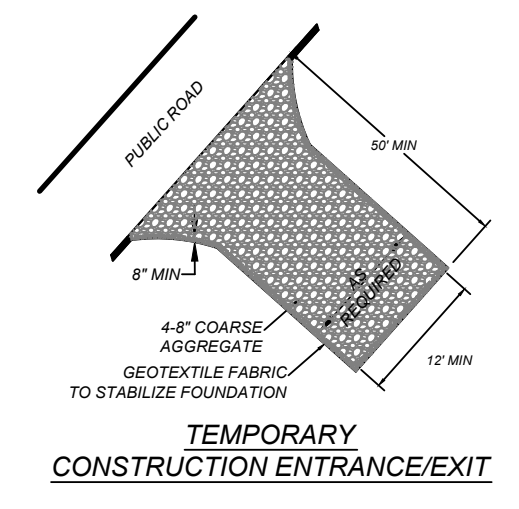 PUBLIC ROAD
50' MIN
8" MIN
AS
REQUIRED
4-8" COARSE
AGGREGATE
GEOTEXTILE FABRIC
TO STABILIZE FOUNDATION
12' MIN
TEMPORARY
CONSTRUCTION ENTRANCE/EXIT